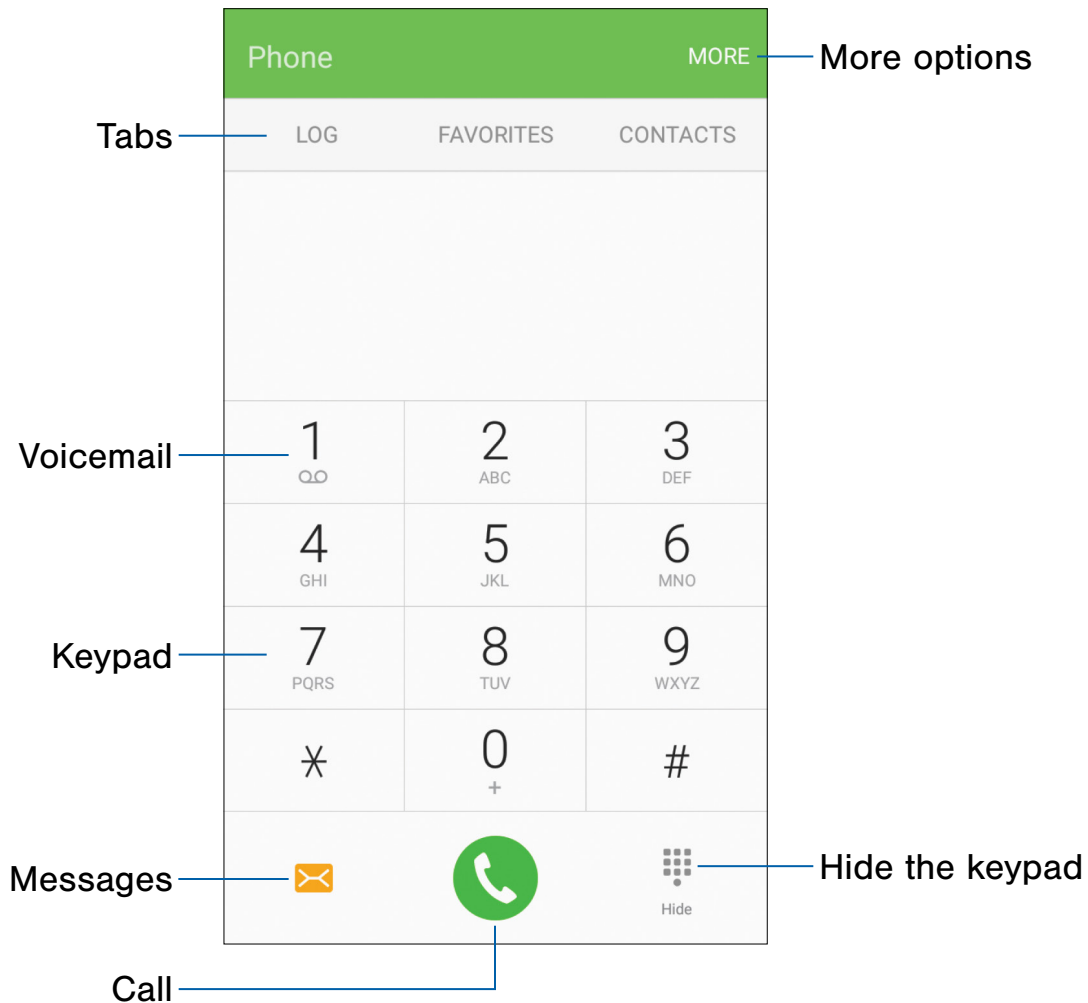 Phone
MORE
More options
Tabs
LOG
FAVORITES
CONTACTS
Voicemail
1
2
ABC
3
DEF
4
GHI
5
JKL
6
MNO
Keypad
7
PQRS
8
TUV
9
WXYZ
*
0
+
#
Messages
Hide
Hide the keypad
Call